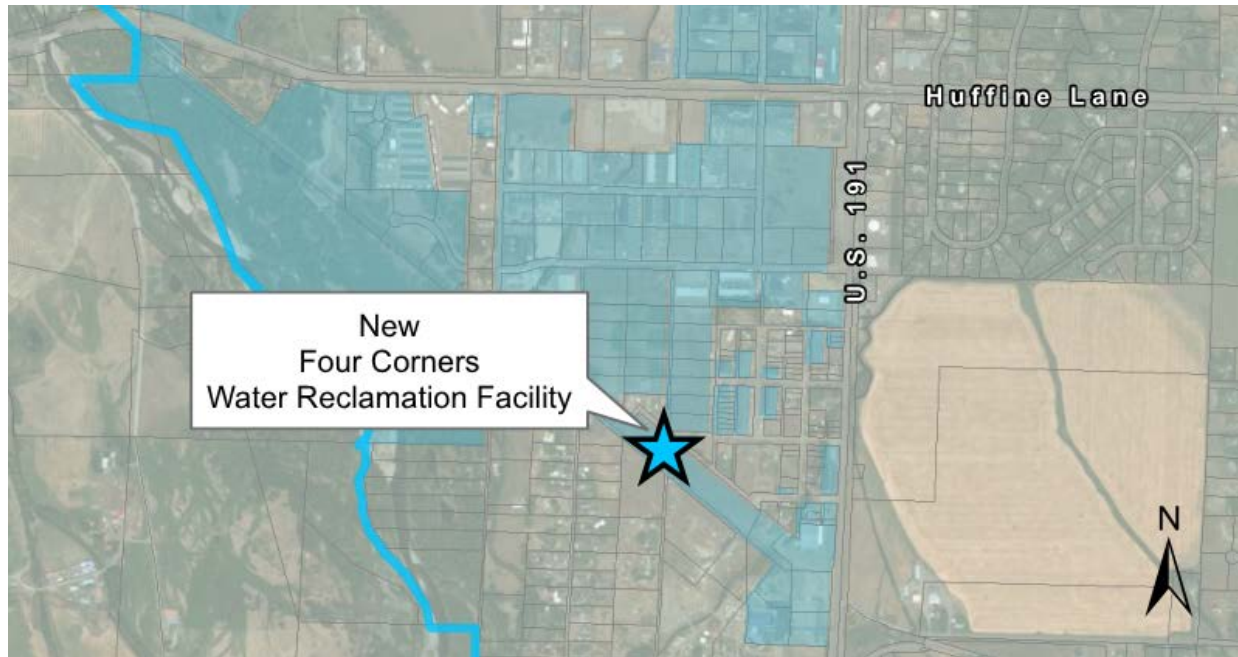 Huffine Lane
U.S. 191
New
Four Corners
Water Reclamation Facility
N